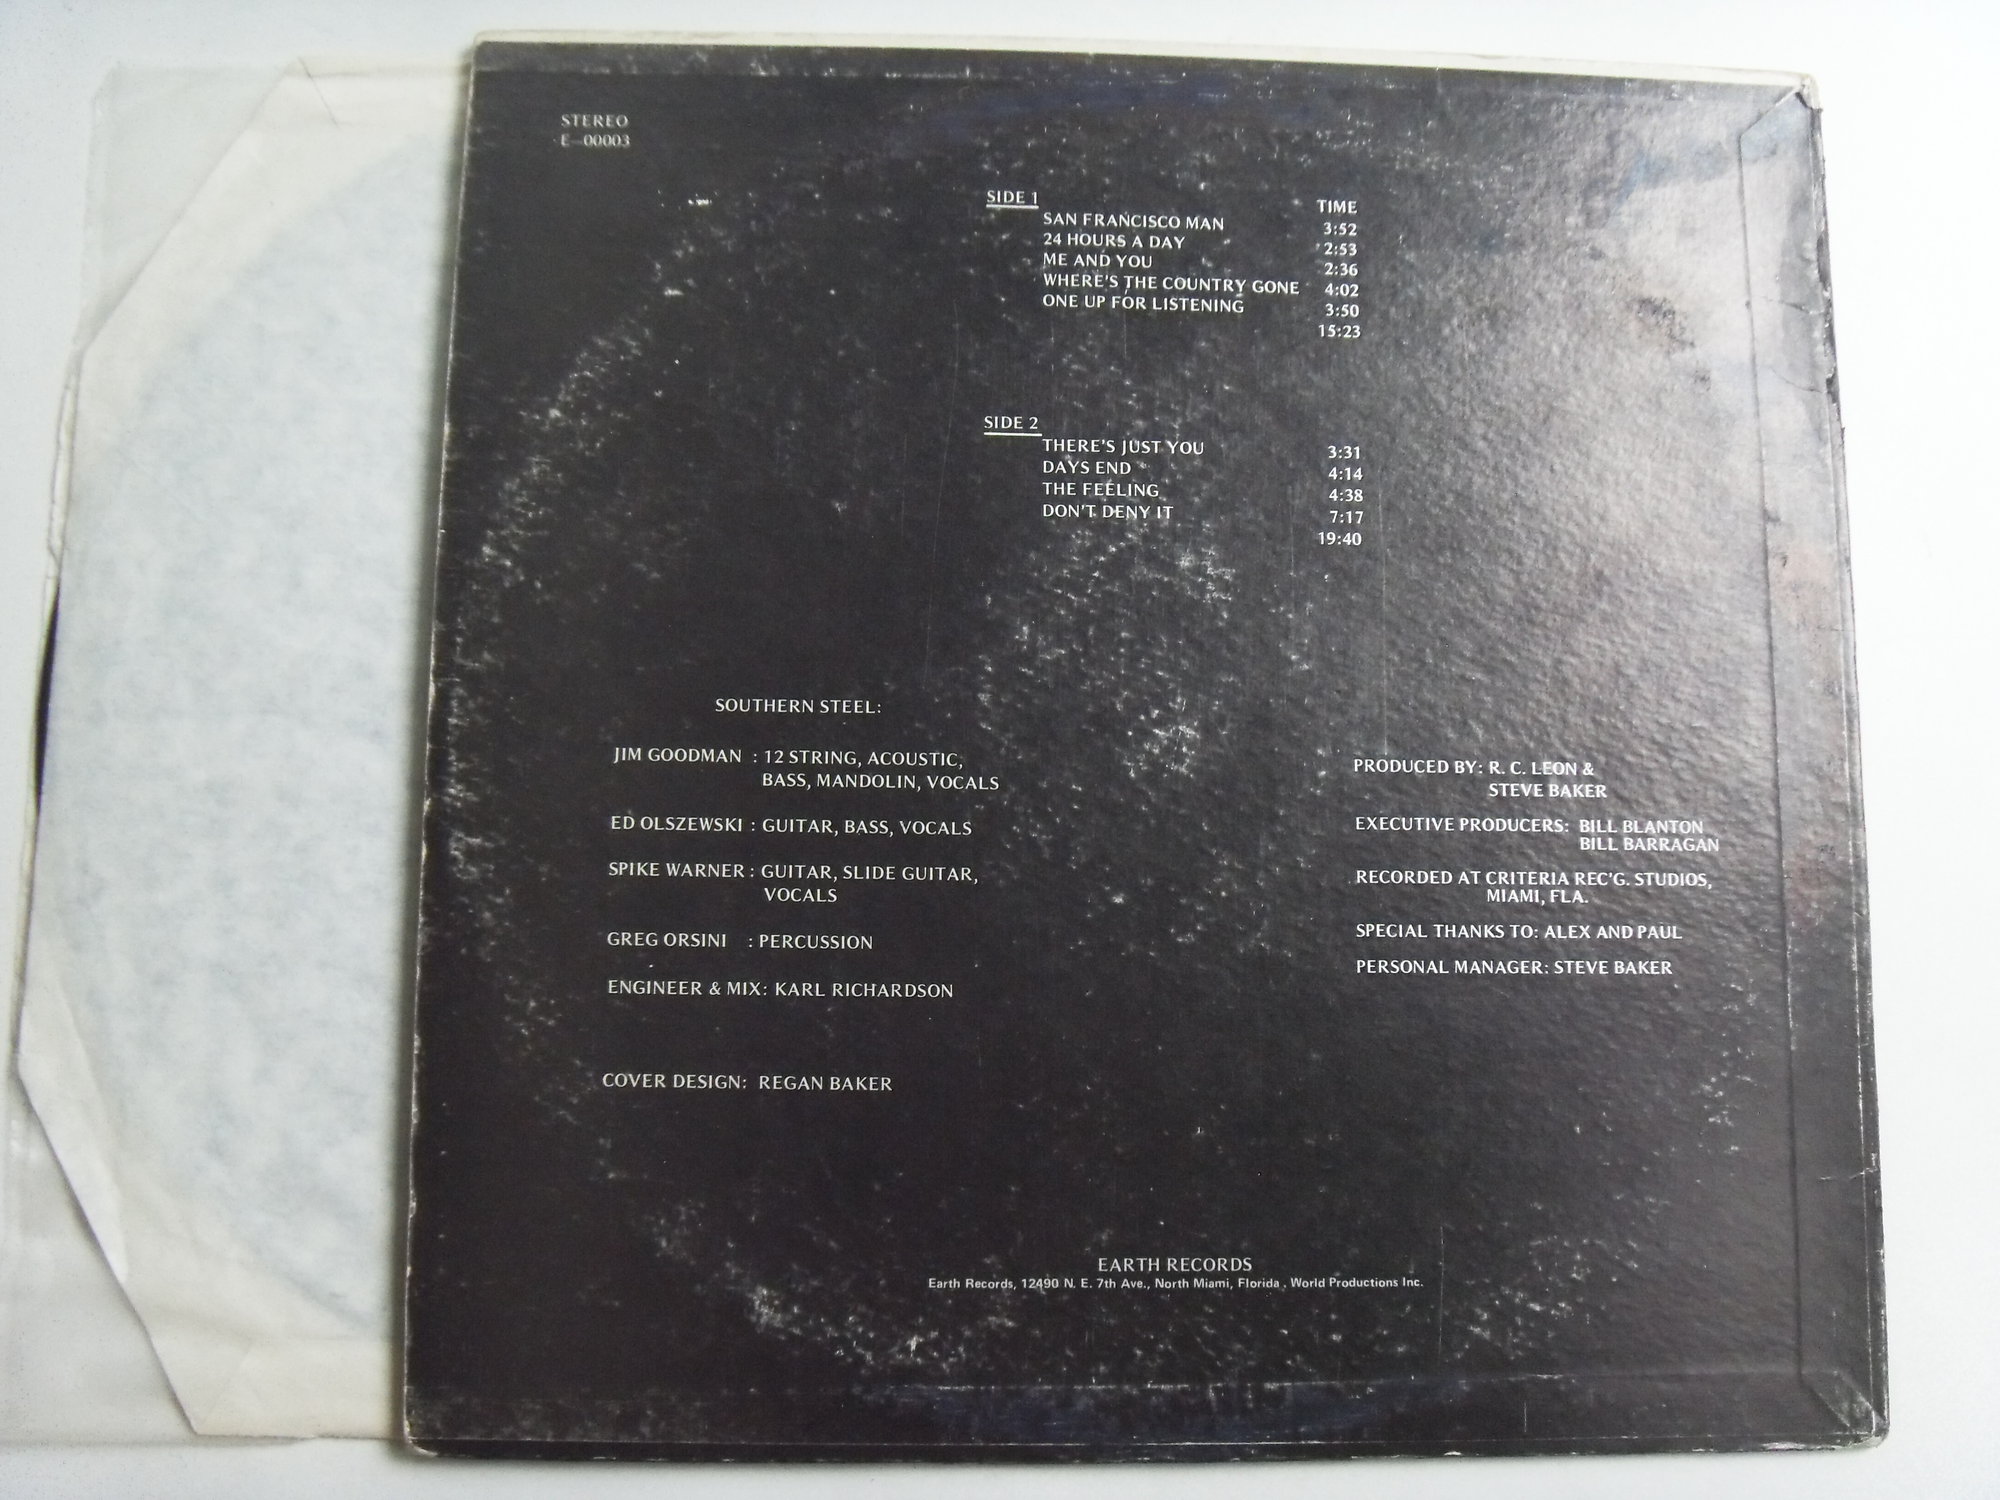 STEREO
E-00003
SIDE 1 TIME
SAN FRANCISCO MAN 3:52
24 HOURS A DAY 2:53
ME AND YOU 2:36
WHERE'S THE COUNTRY GONE 4:02
ONE UP FOR LISTENING 3:50
15:23
SIDE 2
THERE'S JUST YOU 3:31
DAYS END 4:14
THE FEELING 4:38
DON'T DENY IT 7:17
19:40
SOUTHERN STEEL:
JIM GOODMAN : 12 STRING, ACOUSTIC,
BASS, MANDOLIN, VOCALS
ED OLSZEWSKI : GUITAR, BASS, VOCALS
SPIKE WARNER : GUITAR, SLIDE GUITAR,
VOCALS
GREG ORSINI : PERCUSSION
ENGINEER & MIX: KARL RICHARDSON
COVER DESIGN: REGAN BAKER
PRODUCED BY: R. C. LEON &
STEVE BAKER
EXECUTIVE PRODUCERS: BILL BLANTON
BILL BARRAGAN
RECORDED AT CRITERIA REC'G. STUDIOS,
MIAMI, FLA.
SPECIAL THANKS TO: ALEX AND PAUL
PERSONAL MANAGER: STEVE BAKER
EARTH RECORDS
Earth Records, 12490 N. E. 7th Ave., North Miami, Florida . World Productions Inc.